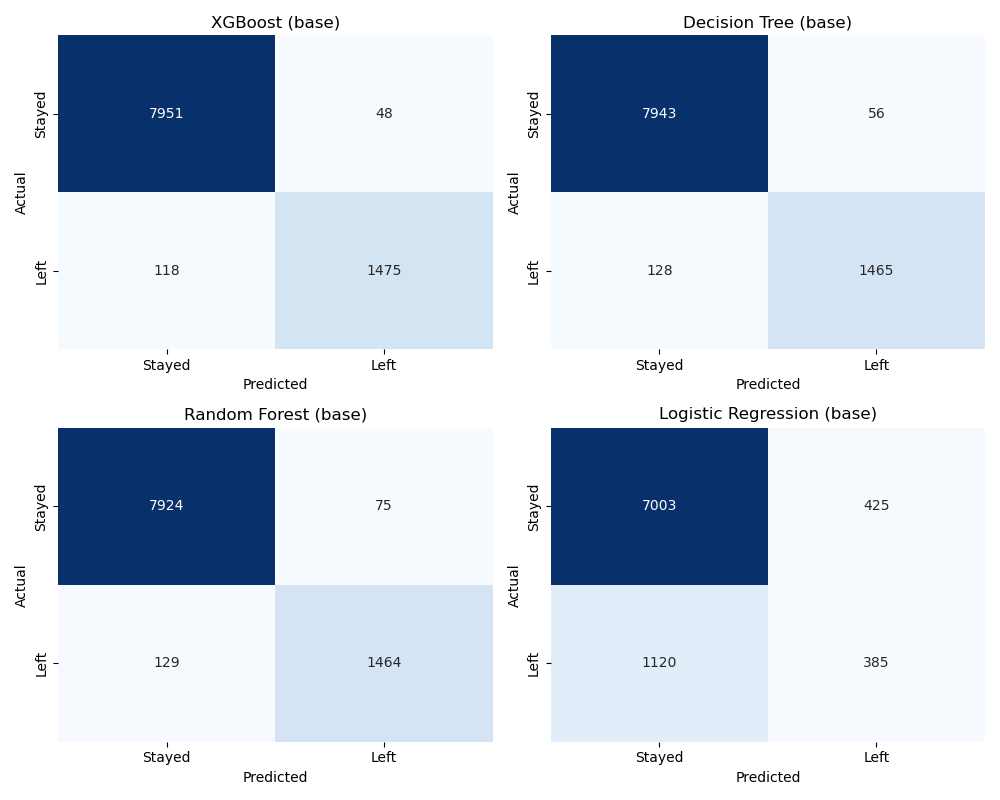 XGBoost (base)
Stayed
7951
48
Actual
Left
118
1475
Stayed
Left
Predicted
Decision Tree (base)
Stayed
7943
56
Actual
Left
128
1465
Stayed
Left
Predicted
Random Forest (base)
Stayed
7924
75
Actual
Left
129
1464
Stayed
Left
Predicted
Logistic Regression (base)
Stayed
7003
425
Actual
Left
1120
385
Stayed
Left
Predicted